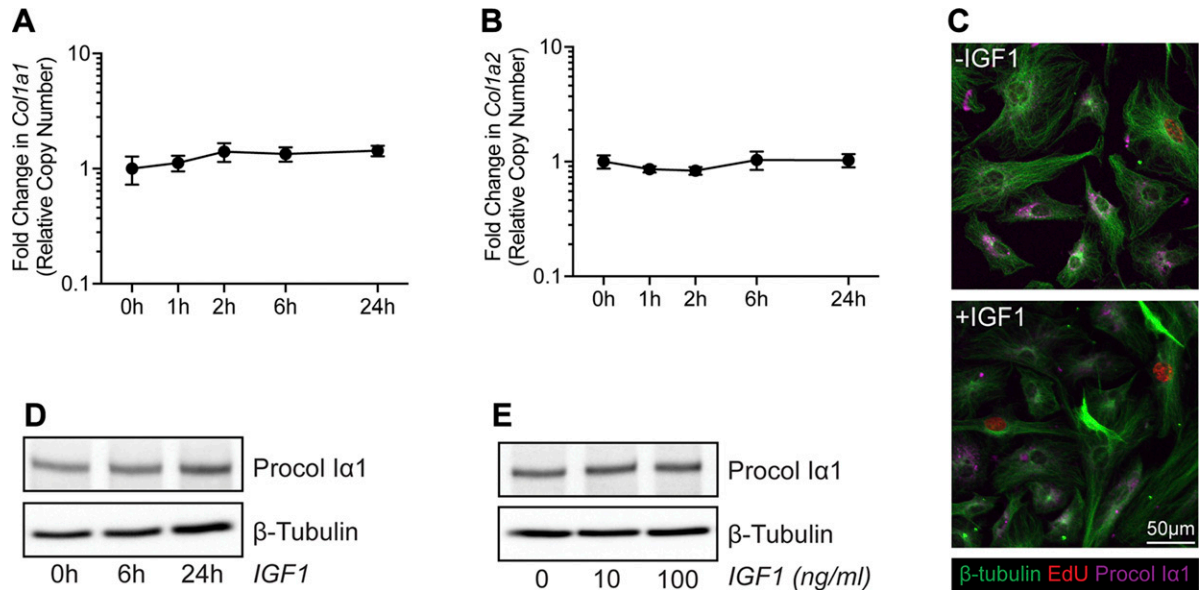 A
Fold Change in Col1a1
(Relative Copy Number)
10
1
0.1
0h 1h 2h 6h 24h
B
Fold Change in Col1a2
(Relative Copy Number)
10
1
0.1
0h 1h 2h 6h 24h
C
-IGF1
+IGF1
50µm
β-tubulin EdU Procol Iα1
D
Procol Iα1
β-Tubulin
0h 6h 24h IGF1
E
Procol Iα1
β-Tubulin
0 10 100 IGF1 (ng/ml)